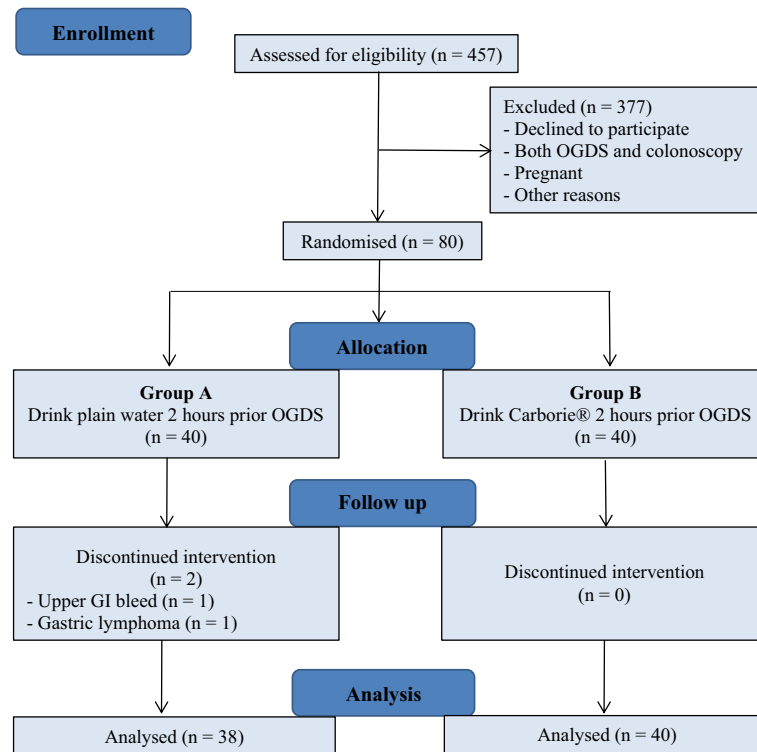 Enrollment
Assessed for eligibility (n = 457)
Excluded (n = 377)
- Declined to participate
- Both OGDS and colonoscopy
- Pregnant
- Other reasons
Randomised (n = 80)
Allocation
Group A
Drink plain water 2 hours prior OGDS
(n = 40)
Group B
Drink Carborie® 2 hours prior OGDS
(n = 40)
Follow up
Discontinued intervention
(n = 2)
- Upper GI bleed (n = 1)
- Gastric lymphoma (n = 1)
Discontinued intervention
(n = 0)
Analysis
Analysed (n = 38)
Analysed (n = 40)